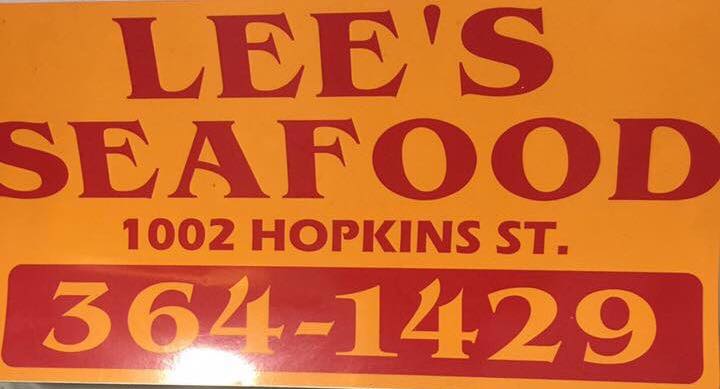 LEE'S
SEAFOOD
1002 HOPKINS ST.
364-1429